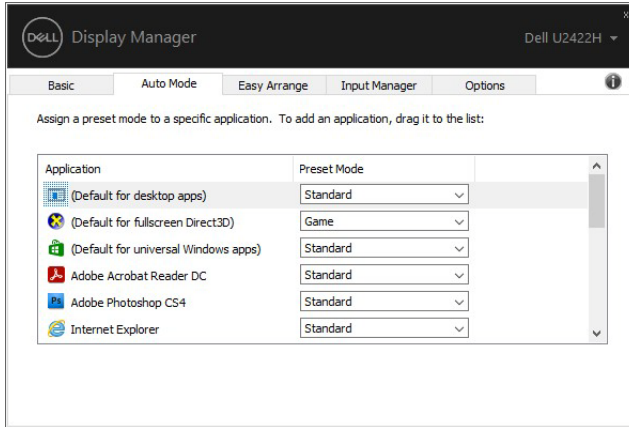 x
DELL Display Manager Dell U2422H
Basic Auto Mode Easy Arrange Input Manager Options
Assign a preset mode to a specific application. To add an application, drag it to the list:
Application Preset Mode
(Default for desktop apps) Standard
(Default for fullscreen Direct3D) Game
(Default for universal Windows apps) Standard
Adobe Acrobat Reader DC Standard
Ps Adobe Photoshop CS4 Standard
Internet Explorer Standard